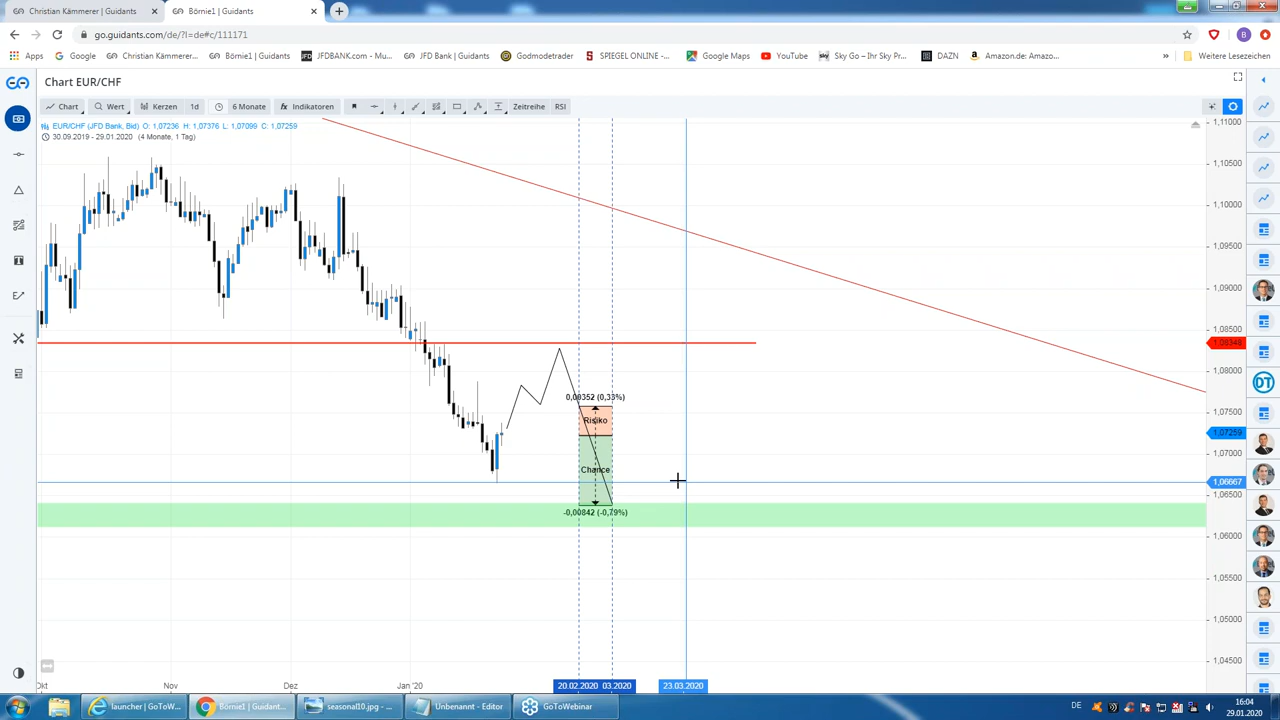 Christian Kämmerer | Guidants
Börnie1 | Guidants
go.guidants.com/de/?l=de#c/111171
Apps
Google
Christian Kämmerer...
Börnie1 | Guidants
JFDBANK.com - Mu...
JFD Bank | Guidants
Godmodetrader
SPIEGEL ONLINE -...
Google Maps
YouTube
Sky Go – Ihr Sky Pr...
DAZN
Amazon.de: Amazo...
Weitere Lesezeichen
Chart EUR/CHF
Chart
Wert
Kerzen
1d
6 Monate
Indikatoren
Zeitreihe
RSI
EUR/CHF (JFD Bank, Bid) O: 1,07236 H: 1,07376 L: 1,07099 C: 1,07259
30.09.2019 - 29.01.2020 (4 Monate, 1 Tag)
1,11000
1,10500
1,10000
1,09500
1,09000
1,08500
1,08348
1,08000
1,07500
1,07259
1,07000
1,06667
1,06500
1,06000
1,05500
1,05000
1,04500
0,00352 (0,33%)
Risiko
Chance
-0,00842 (-0,79%)
DT
Okt
Nov
Dez
Jan '20
20.02.2020
03.2020
23.03.2020
launcher | GoToW...
Börnie1 | Guidant...
seasonal10.jpg - ...
Unbenannt - Editor
GoToWebinar
DE
16:04
29.01.2020